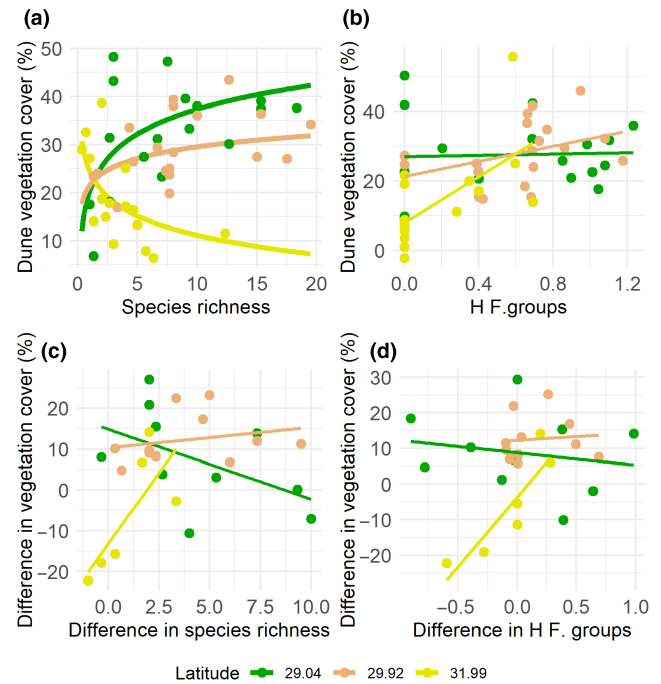 (a)
(b)
Dune vegetation cover (%)
50
40
30
20
10
0
5
10
15
20
Species richness
Dune vegetation cover (%)
40
20
0
0.0
0.4
0.8
1.2
H F.groups
(c)
(d)
Difference in vegetation cover (%)
20
10
0
−10
−20
0.0
2.5
5.0
7.5
10.0
Difference in species richness
Difference in vegetation cover (%)
30
20
10
0
−10
−20
−0.5
0.0
0.5
1.0
Difference in H F. groups
Latitude 29.04 29.92 31.99